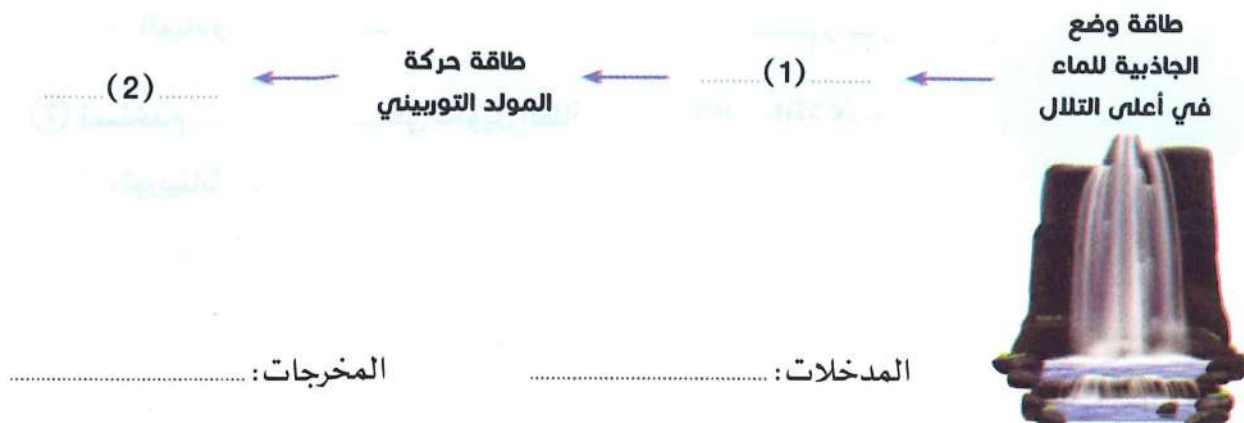 طاقة وضع
الجاذبية للماء
في أعلى التلال
(1)
طاقة حركة
المولد التوربيني
(2)
المدخلات:
المخرجات: